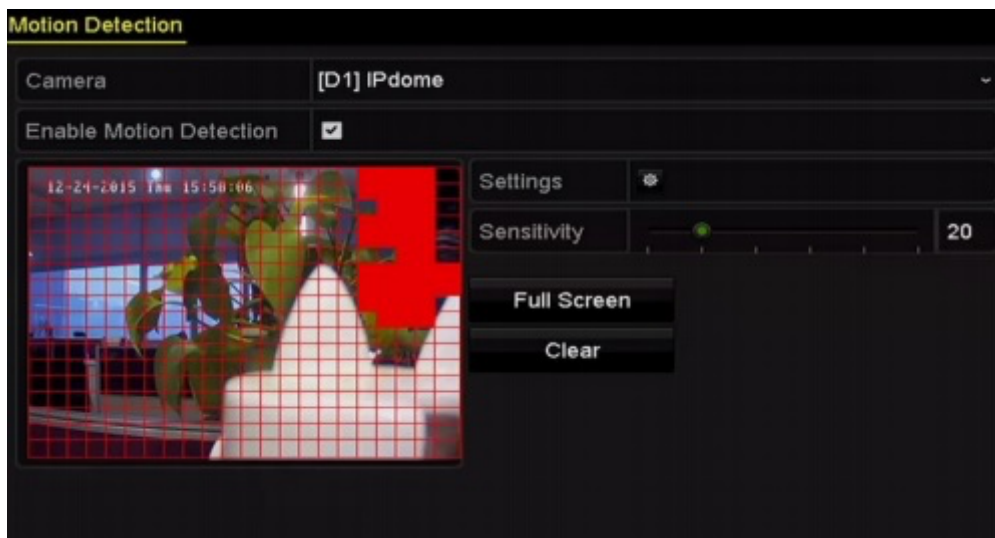 Motion Detection
Camera [D1] IPdome
Enable Motion Detection
12-24-2015 Thu 15:58:06
Settings
Sensitivity 20
Full Screen
Clear